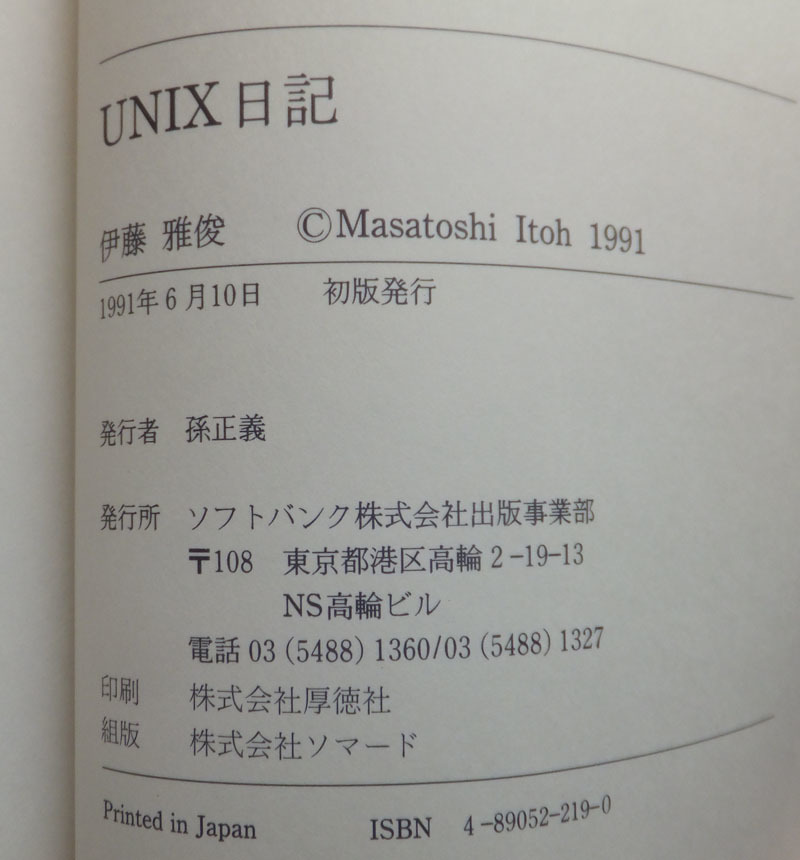 UNIX日記
伊藤 雅俊　©Masatoshi Itoh 1991
1991年6月10日　初版発行
発行者　孫正義
発行所　ソフトバンク株式会社出版事業部
〒108　東京都港区高輪2-19-13
NS高輪ビル
電話 03 (5488) 1360/03 (5488) 1327
印刷　株式会社厚徳社
組版　株式会社ソマード
Printed in Japan　ISBN 4-89052-219-0